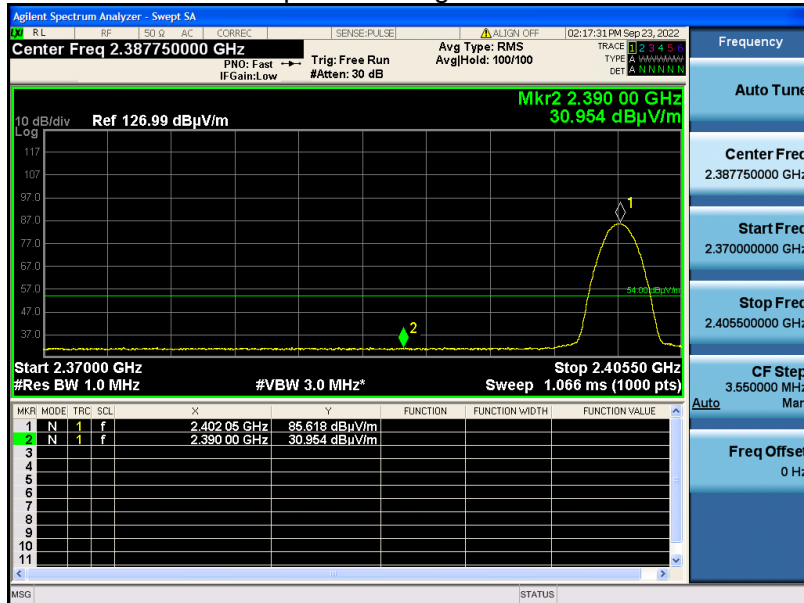 Agilent Spectrum Analyzer - Swept SA
LXI RL RF 50 Ω AC CORREC SENSE:PULSE ALIGN OFF 02:17:31 PM Sep 23, 2022
Center Freq 2.387750000 GHz
PNO: Fast
IFGain:Low
Trig: Free Run
#Atten: 30 dB
Avg Type: RMS
Avg|Hold: 100/100
TRACE 1 2 3 4 5 6
TYPE A WWWWW
DET A N N N N N
Mkr2 2.390 00 GHz
30.954 dBµV/m
10 dB/div Ref 126.99 dBµV/m
Log
117
107
97.0
87.0
77.0
67.0
57.0
47.0
37.0
1
54.00 dBµV/m
2
Start 2.37000 GHz Stop 2.40550 GHz
#Res BW 1.0 MHz #VBW 3.0 MHz* Sweep 1.066 ms (1000 pts)
MKR MODE TRC SCL X Y FUNCTION FUNCTION WIDTH FUNCTION VALUE
1 N 1 f 2.402 05 GHz 85.618 dBµV/m
2 N 1 f 2.390 00 GHz 30.954 dBµV/m
3
4
5
6
7
8
9
10
11
MSG STATUS
Frequency
Auto Tune
Center Freq
2.387750000 GHz
Start Freq
2.370000000 GHz
Stop Freq
2.405500000 GHz
CF Step
3.550000 MHz
Auto Man
Freq Offset
0 Hz